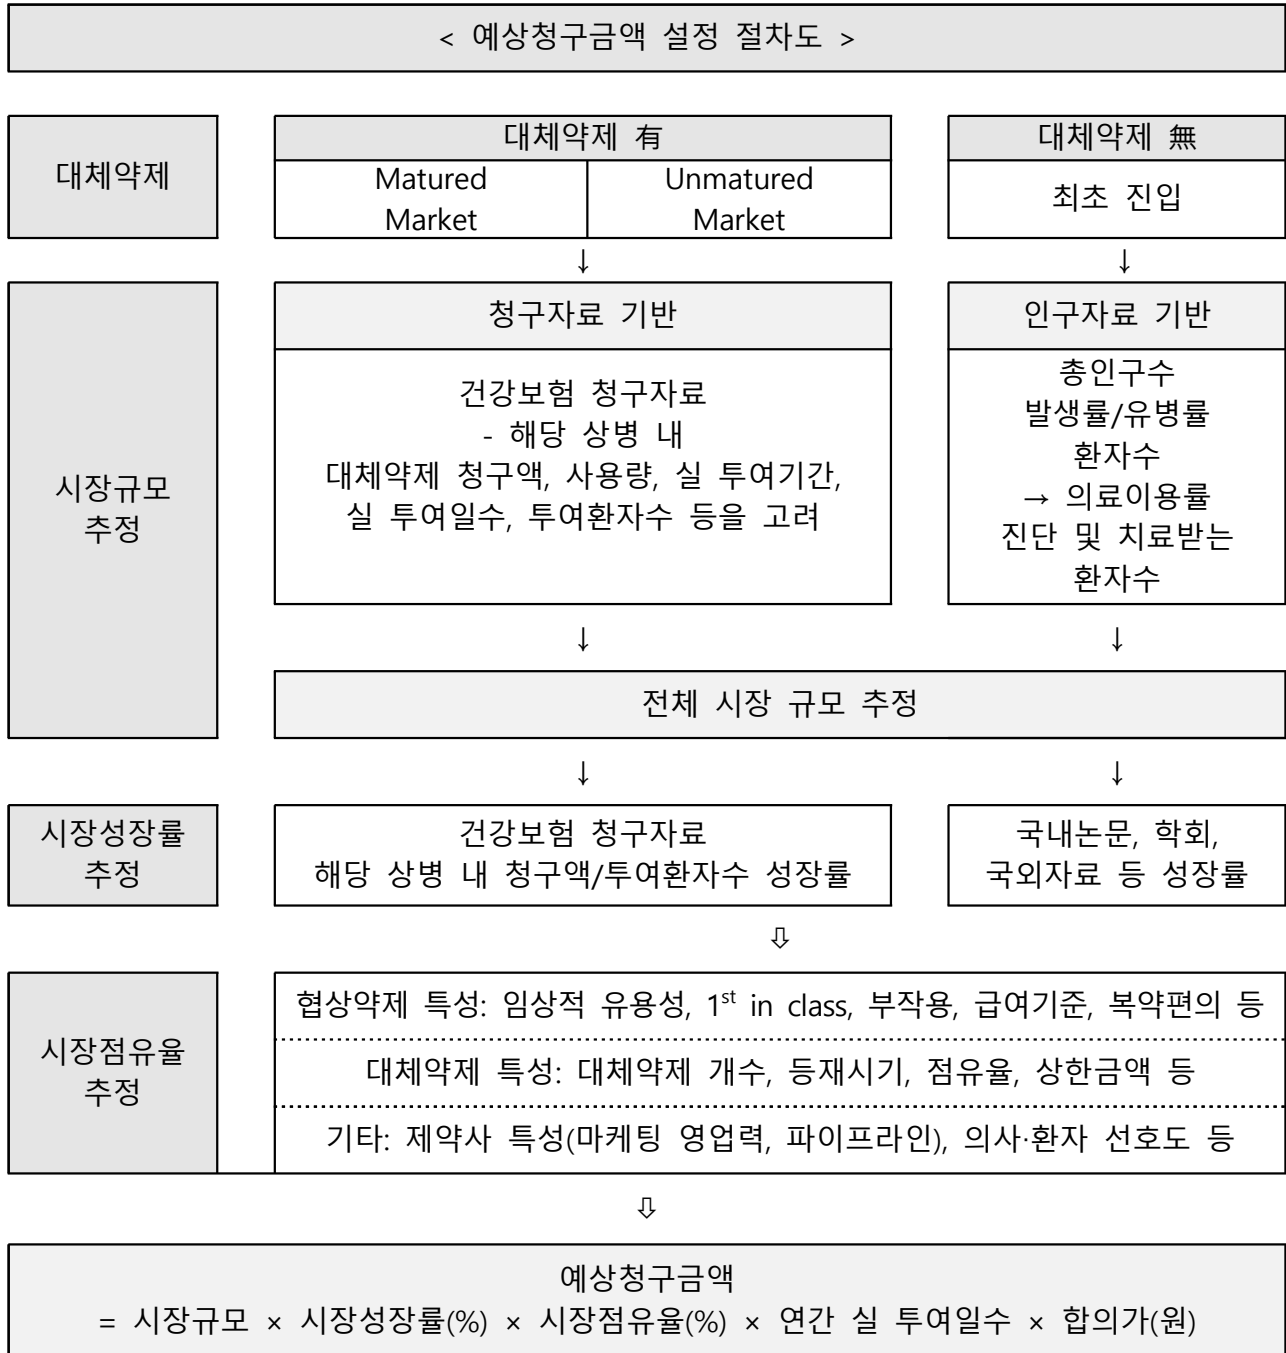 < 예상청구금액 설정 절차도 >
대체약제
대체약제 有
Matured
Market
Unmatured
Market
대체약제 無
최초 진입
↓
↓
시장규모
추정
청구자료 기반
건강보험 청구자료
- 해당 상병 내
대체약제 청구액, 사용량, 실 투여기간,
실 투여일수, 투여환자수 등을 고려
인구자료 기반
총인구수
발생률/유병률
환자수
→ 의료이용률
진단 및 치료받는
환자수
↓
↓
전체 시장 규모 추정
↓
↓
시장성장률
추정
건강보험 청구자료
해당 상병 내 청구액/투여환자수 성장률
국내논문, 학회,
국외자료 등 성장률
⇩
시장점유율
추정
협상약제 특성: 임상적 유용성, 1st in class, 부작용, 급여기준, 복약편의 등
대체약제 특성: 대체약제 개수, 등재시기, 점유율, 상한금액 등
기타: 제약사 특성(마케팅 영업력, 파이프라인), 의사·환자 선호도 등
⇩
예상청구금액
= 시장규모 × 시장성장률(%) × 시장점유율(%) × 연간 실 투여일수 × 합의가(원)